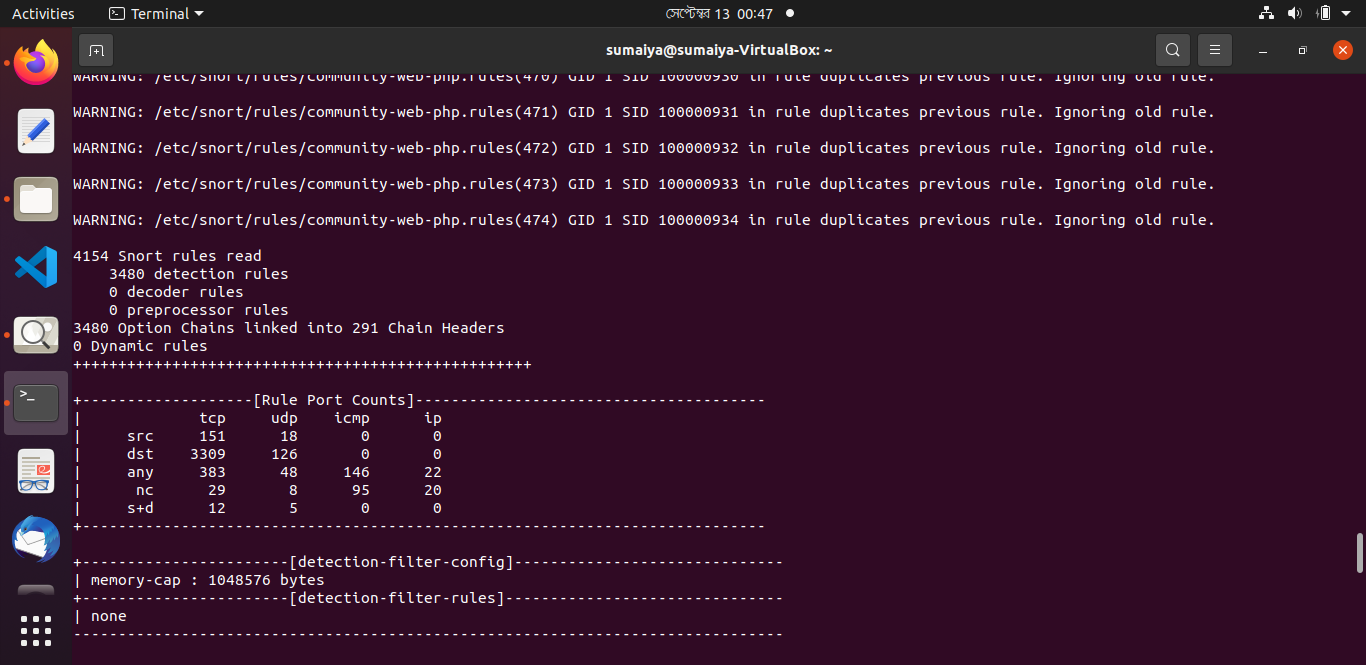 Activities
Terminal
সেপ্টেম্বর 13 00:47
sumaiya@sumaiya-VirtualBox: ~
WARNING: /etc/snort/rules/community-web-php.rules(470) GID 1 SID 100000930 in rule duplicates previous rule. Ignoring old rule.
WARNING: /etc/snort/rules/community-web-php.rules(471) GID 1 SID 100000931 in rule duplicates previous rule. Ignoring old rule.
WARNING: /etc/snort/rules/community-web-php.rules(472) GID 1 SID 100000932 in rule duplicates previous rule. Ignoring old rule.
WARNING: /etc/snort/rules/community-web-php.rules(473) GID 1 SID 100000933 in rule duplicates previous rule. Ignoring old rule.
WARNING: /etc/snort/rules/community-web-php.rules(474) GID 1 SID 100000934 in rule duplicates previous rule. Ignoring old rule.
4154 Snort rules read
    3480 detection rules
    0 decoder rules
    0 preprocessor rules
3480 Option Chains linked into 291 Chain Headers
0 Dynamic rules
+++++++++++++++++++++++++++++++++++++++++++++++++++
+-------------------[Rule Port Counts]---------------------------------------
|             tcp     udp    icmp      ip
|     src     151      18       0       0
|     dst    3309     126       0       0
|     any     383      48     146      22
|      nc      29       8      95      20
|     s+d      12       5       0       0
+----------------------------------------------------------------------------
+-----------------------[detection-filter-config]------------------------------
| memory-cap : 1048576 bytes
+-----------------------[detection-filter-rules]-------------------------------
| none
-------------------------------------------------------------------------------